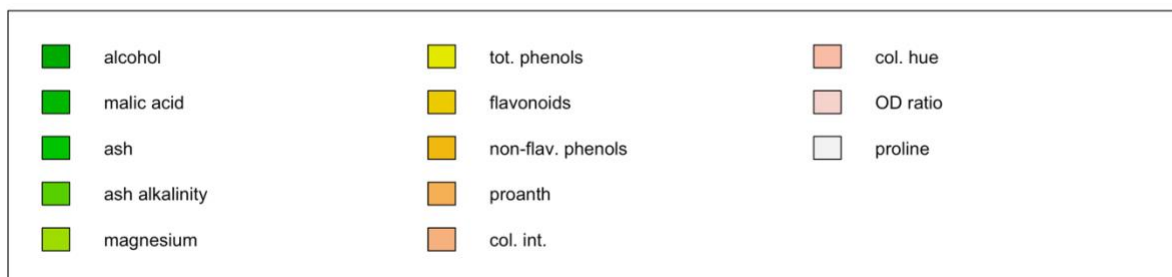 alcohol
malic acid
ash
ash alkalinity
magnesium
tot. phenols
flavonoids
non-flav. phenols
proanth
col. int.
col. hue
OD ratio
proline